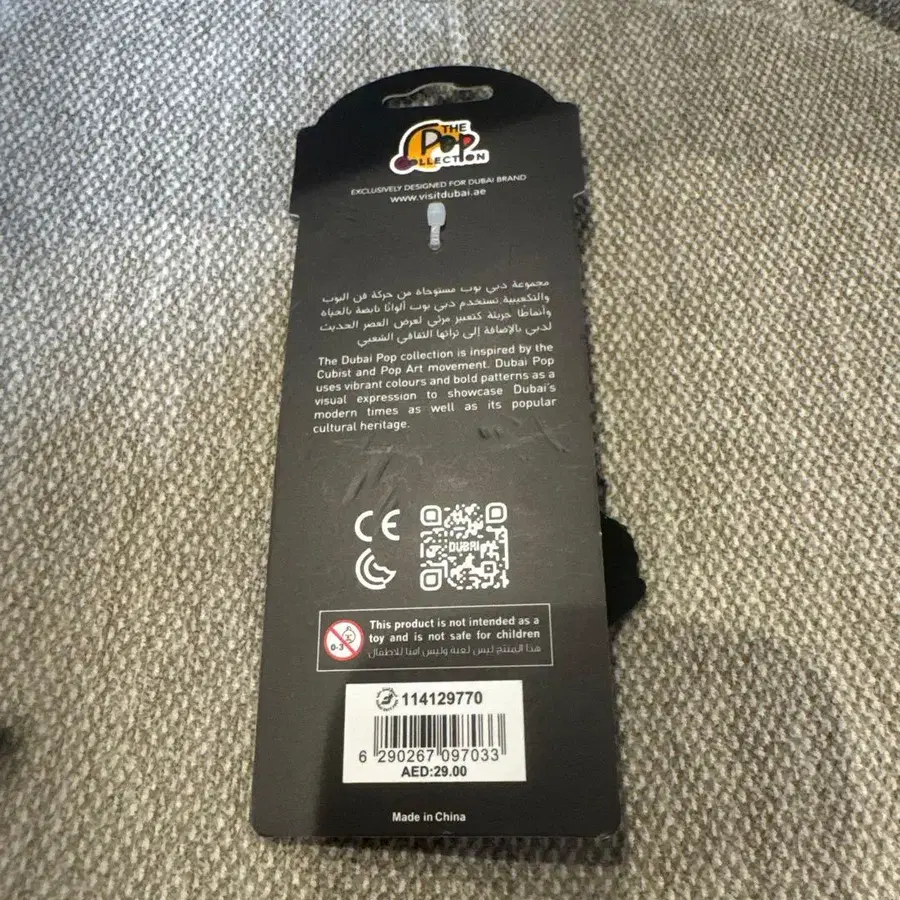 THE
Pop
COLLECTION
EXCLUSIVELY DESIGNED FOR DUBAI BRAND
www.visitdubai.ae
مجموعة دبي بوب مستوحاة من حركة فن البوب
والتكعيبية تستخدم دبي بوب ألوانًا نابضة بالحياة
وأنماطا جريئة كتعبير مرئي لعرض العصر الحديث
لدبي بالإضافة إلى تراثها الثقافي الشعبي
The Dubai Pop collection is inspired by the
Cubist and Pop Art movement. Dubai Pop
uses vibrant colours and bold patterns as a
visual expression to showcase Dubai's
modern times as well as its popular
cultural heritage.
CE
DUBAI
0-3
This product is not intended as a
toy and is not safe for children
هذا المنتج ليس لعبة وليس امنا للاطفال
114129770
6 290267 097033
AED:29.00
Made in China